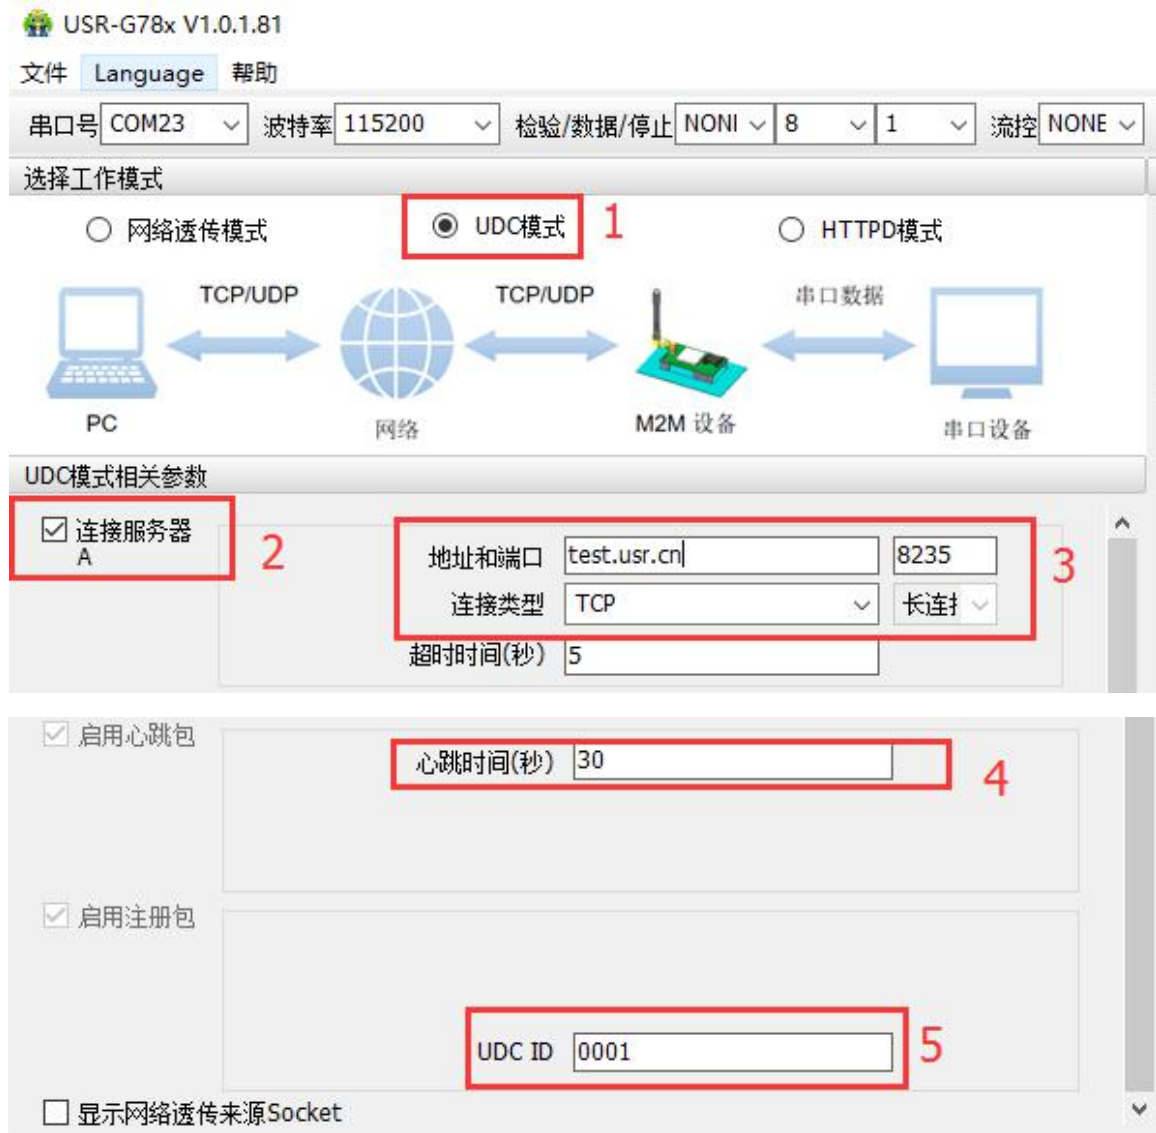 USR-G78x V1.0.1.81
文件 Language 帮助
串口号 COM23 波特率 115200 检验/数据/停止 NONI 8 1 流控 NONE
选择工作模式
网络透传模式 UDC模式 1 HTTPD模式
TCP/UDP TCP/UDP 串口数据
PC 网络 M2M 设备 串口设备
UDC模式相关参数
连接服务器
A
2
地址和端口 test.usr.cn 8235
3
连接类型 TCP 长连
超时时间(秒) 5
启用心跳包
心跳时间(秒) 30
4
启用注册包
UDC ID 0001 5
显示网络透传来源Socket